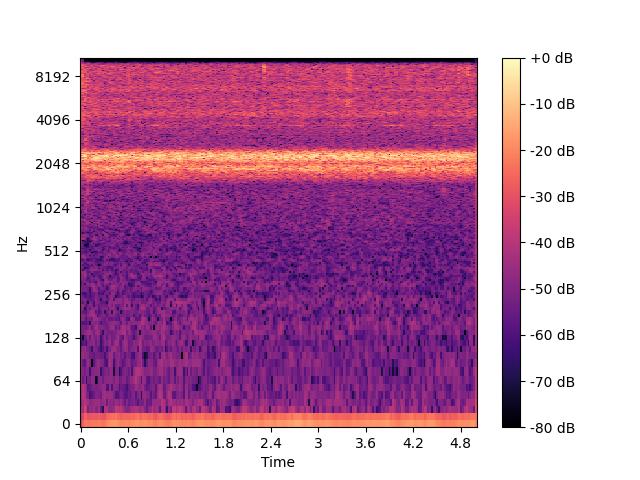 8192
4096
2048
1024
512
256
128
64
0
Hz
0 0.6 1.2 1.8 2.4 3 3.6 4.2 4.8
Time
+0 dB
-10 dB
-20 dB
-30 dB
-40 dB
-50 dB
-60 dB
-70 dB
-80 dB